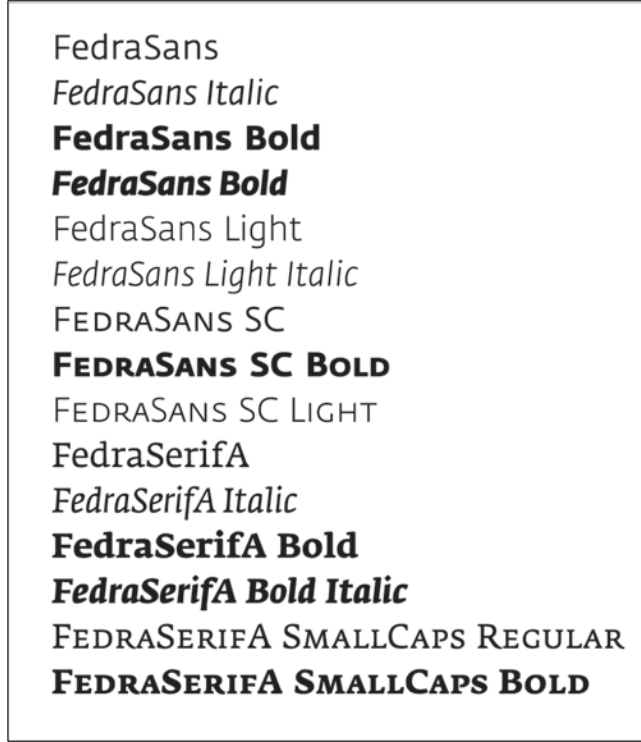 FedraSans
FedraSans Italic
FedraSans Bold
FedraSans Bold
FedraSans Light
FedraSans Light Italic
FedraSans SC
FedraSans SC Bold
FedraSans SC Light
FedraSerifA
FedraSerifA Italic
FedraSerifA Bold
FedraSerifA Bold Italic
FedraSerifA SmallCaps Regular
FedraSerifA SmallCaps Bold